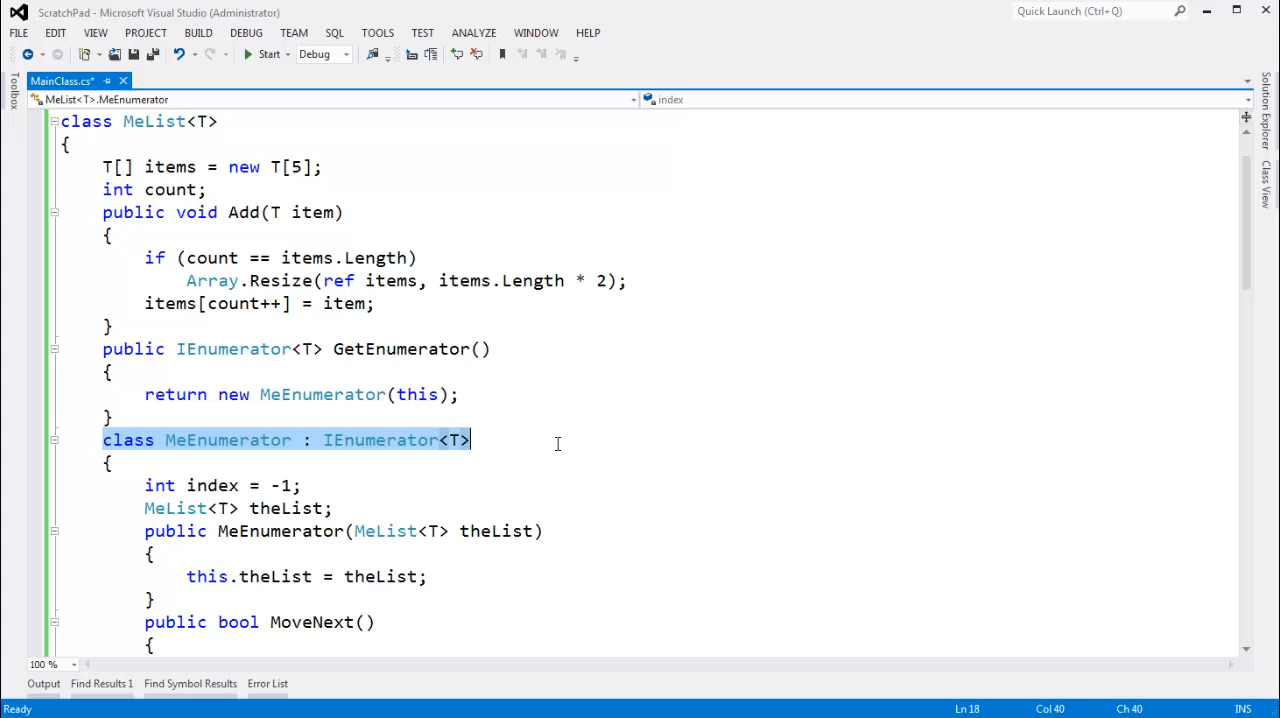 ScratchPad - Microsoft Visual Studio (Administrator)
Quick Launch (Ctrl+Q)
FILE EDIT VIEW PROJECT BUILD DEBUG TEAM SQL TOOLS TEST ANALYZE WINDOW HELP
Start Debug
Toolbox
MainClass.cs*
MeList<T>.MeEnumerator
index
Solution Explorer
Class View
class MeList<T>
{
T[] items = new T[5];
int count;
public void Add(T item)
{
if (count == items.Length)
Array.Resize(ref items, items.Length * 2);
items[count++] = item;
}
public IEnumerator<T> GetEnumerator()
{
return new MeEnumerator(this);
}
class MeEnumerator : IEnumerator<T>
{
int index = -1;
MeList<T> theList;
public MeEnumerator(MeList<T> theList)
{
this.theList = theList;
}
public bool MoveNext()
{
100 %
Output Find Results 1 Find Symbol Results Error List
Ready Ln 18 Col 40 Ch 40 INS